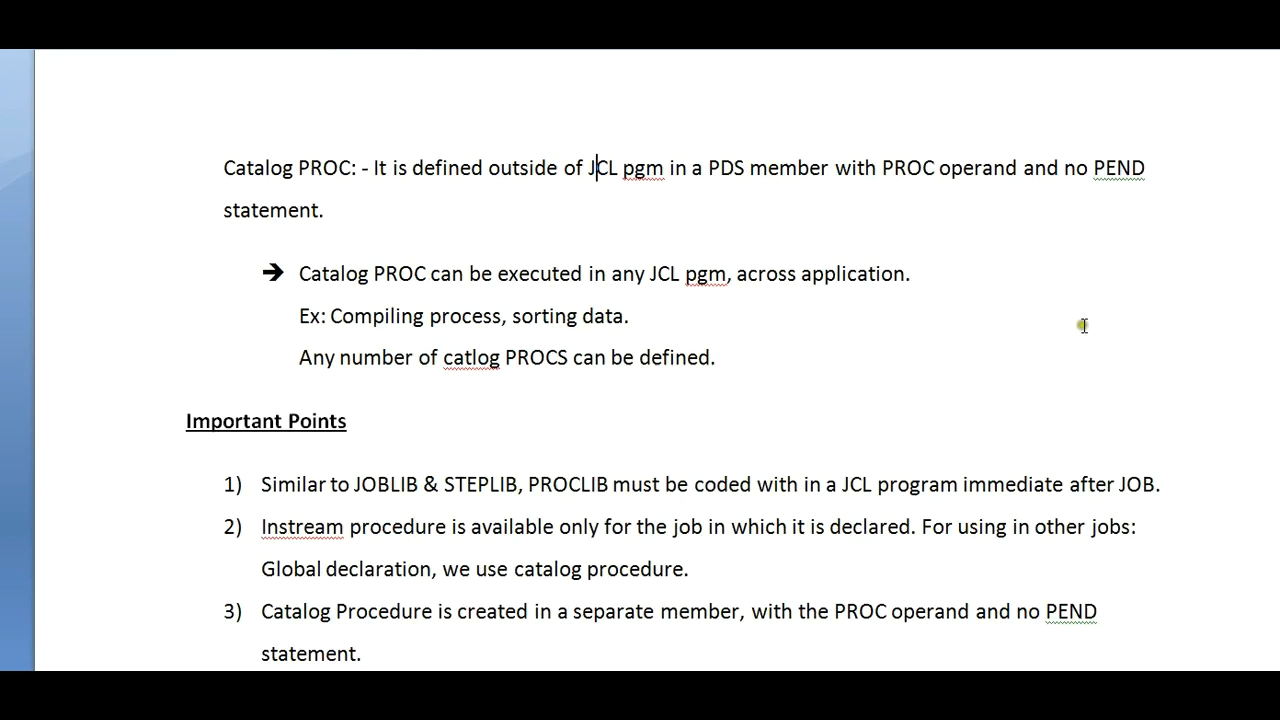 Catalog PROC: - It is defined outside of JCL pgm in a PDS member with PROC operand and no PEND
statement.
➔ Catalog PROC can be executed in any JCL pgm, across application.
Ex: Compiling process, sorting data.
Any number of catlog PROCS can be defined.
Important Points
1) Similar to JOBLIB & STEPLIB, PROCLIB must be coded with in a JCL program immediate after JOB.
2) Instream procedure is available only for the job in which it is declared. For using in other jobs:
Global declaration, we use catalog procedure.
3) Catalog Procedure is created in a separate member, with the PROC operand and no PEND
statement.